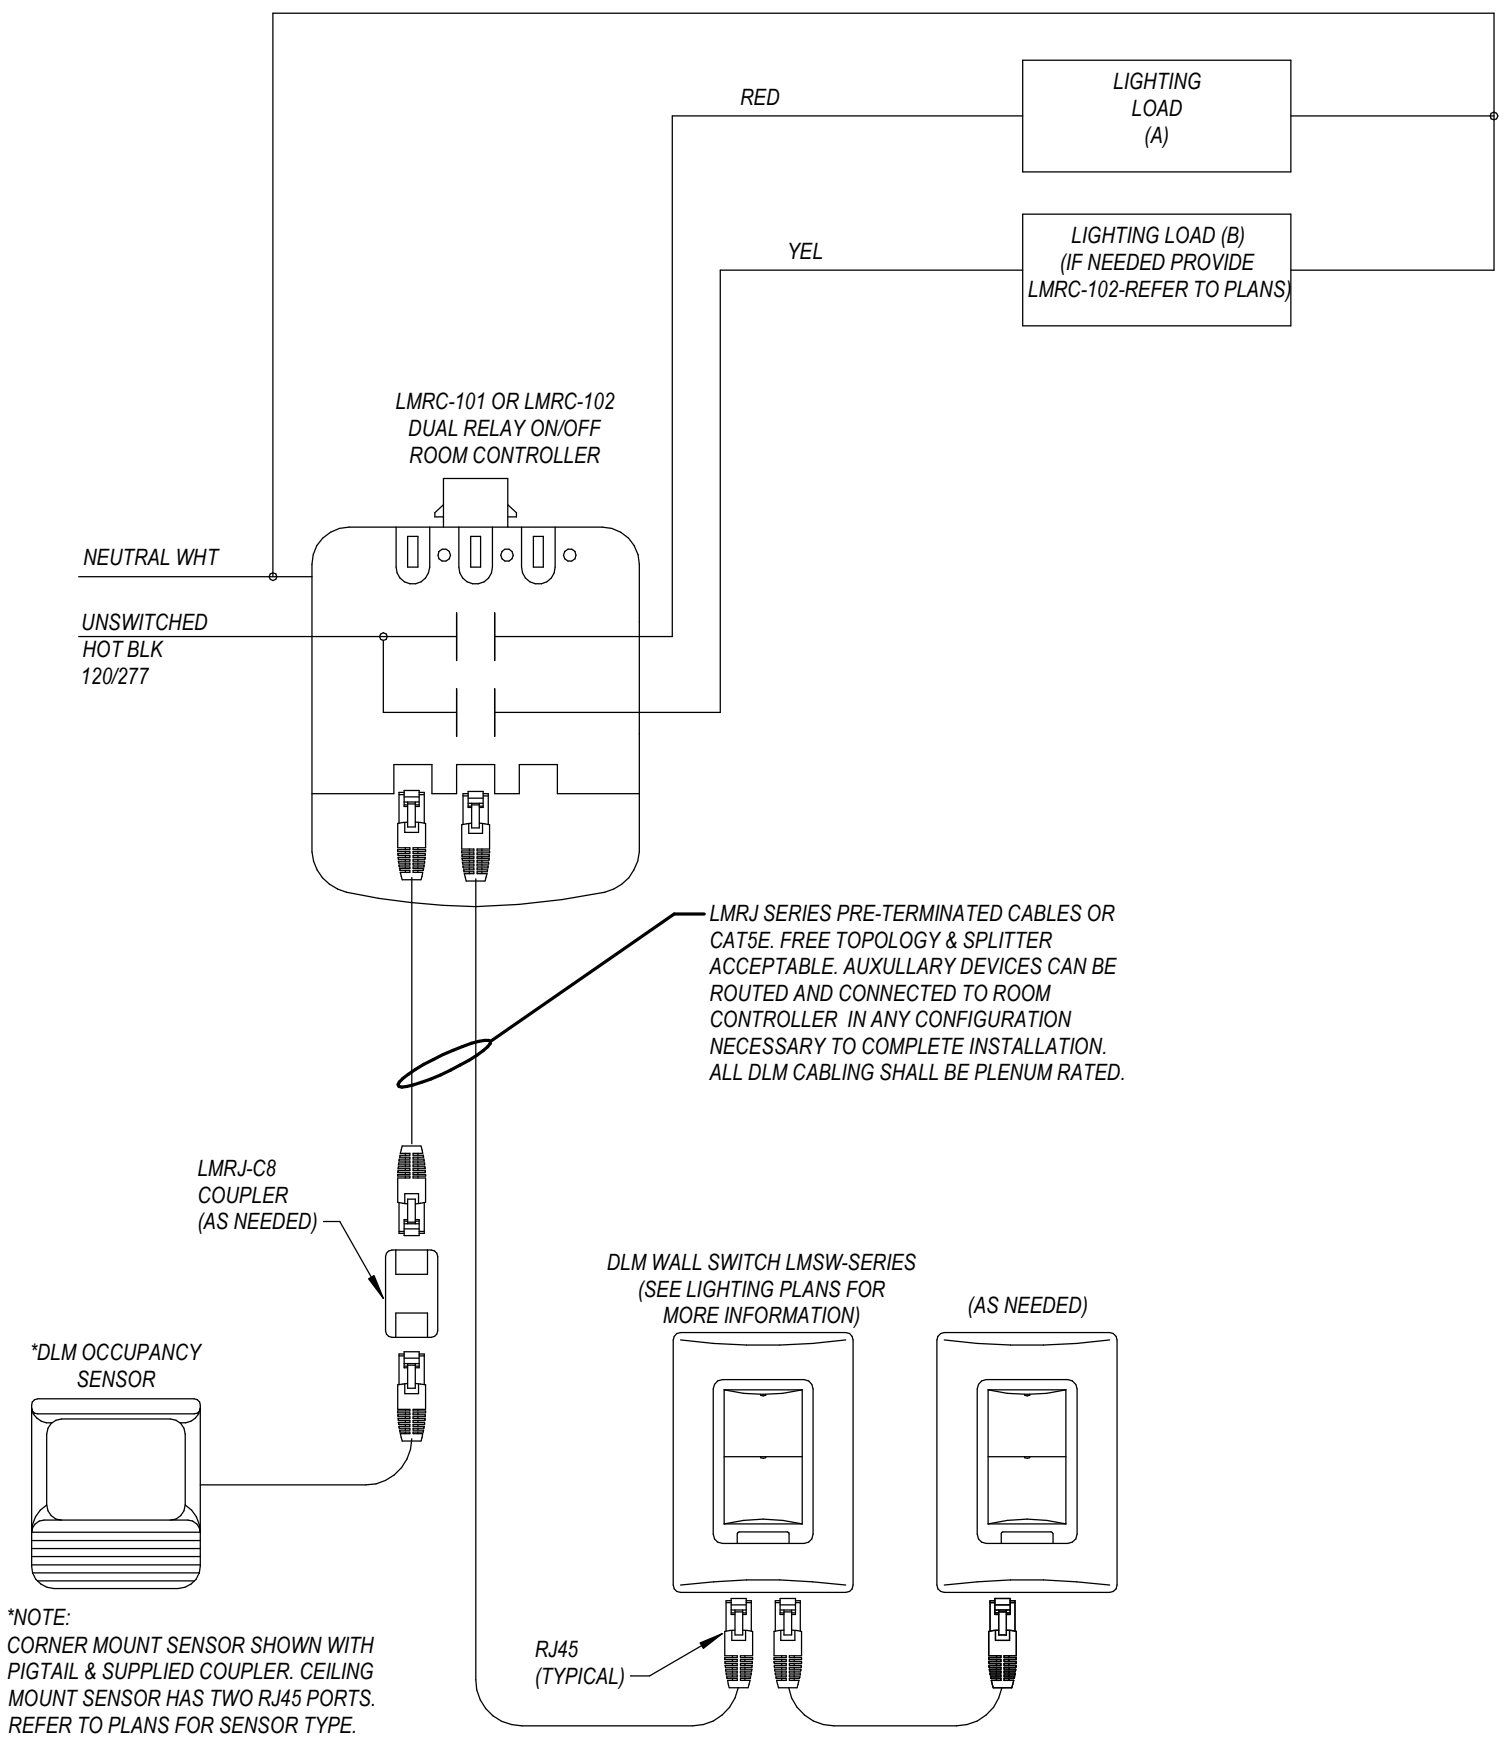 RED
LIGHTING
LOAD
(A)
YEL
LIGHTING LOAD (B)
(IF NEEDED PROVIDE
LMRC-102-REFER TO PLANS)
LMRC-101 OR LMRC-102
DUAL RELAY ON/OFF
ROOM CONTROLLER
NEUTRAL WHT
UNSWITCHED
HOT BLK
120/277
LMRJ SERIES PRE-TERMINATED CABLES OR
CAT5E. FREE TOPOLOGY & SPLITTER
ACCEPTABLE. AUXULLARY DEVICES CAN BE
ROUTED AND CONNECTED TO ROOM
CONTROLLER IN ANY CONFIGURATION
NECESSARY TO COMPLETE INSTALLATION.
ALL DLM CABLING SHALL BE PLENUM RATED.
LMRJ-C8
COUPLER
(AS NEEDED)
DLM WALL SWITCH LMSW-SERIES
(SEE LIGHTING PLANS FOR
MORE INFORMATION)
(AS NEEDED)
*DLM OCCUPANCY
SENSOR
*NOTE:
CORNER MOUNT SENSOR SHOWN WITH
PIGTAIL & SUPPLIED COUPLER. CEILING
MOUNT SENSOR HAS TWO RJ45 PORTS.
REFER TO PLANS FOR SENSOR TYPE.
RJ45
(TYPICAL)